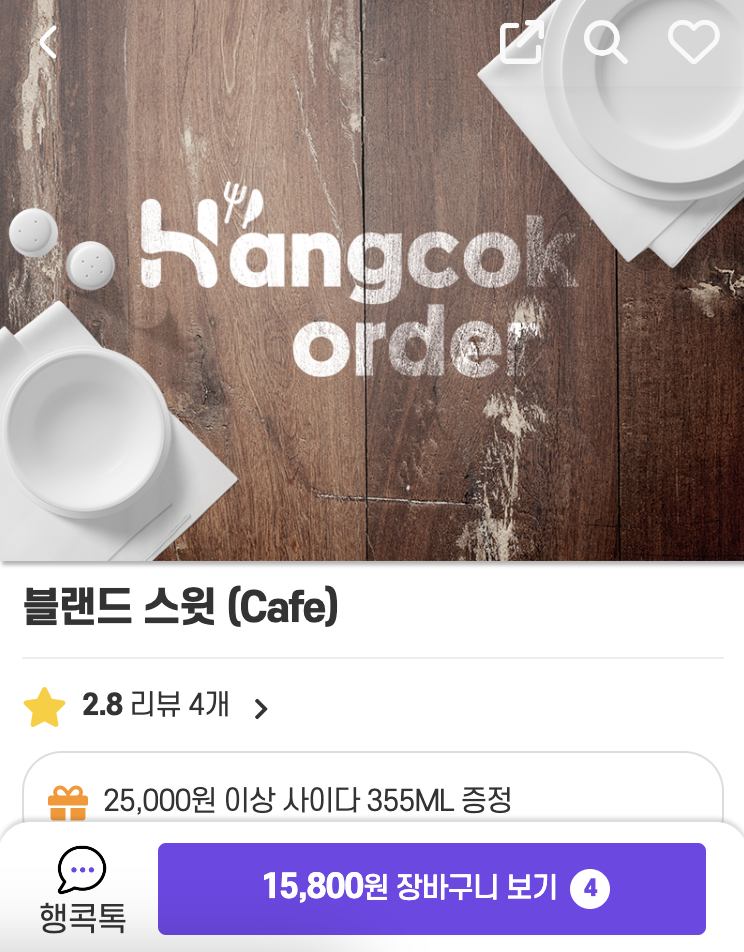 Hangcok
order
블랜드 스윗 (Cafe)
2.8 리뷰 4개
25,000원 이상 사이다 355ML 증정
행콕톡
15,800원 장바구니 보기 4